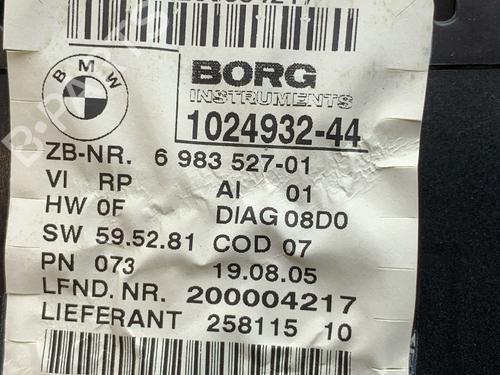 BMW
BORG
INSTRUMENTS
1024932-44
ZB-NR. 6 983 527-01
VI RP AI 01
HW 0F DIAG 08D0
SW 59.52.81 COD 07
PN 073 19.08.05
LFND. NR. 200004217
LIEFERANT 258115 10